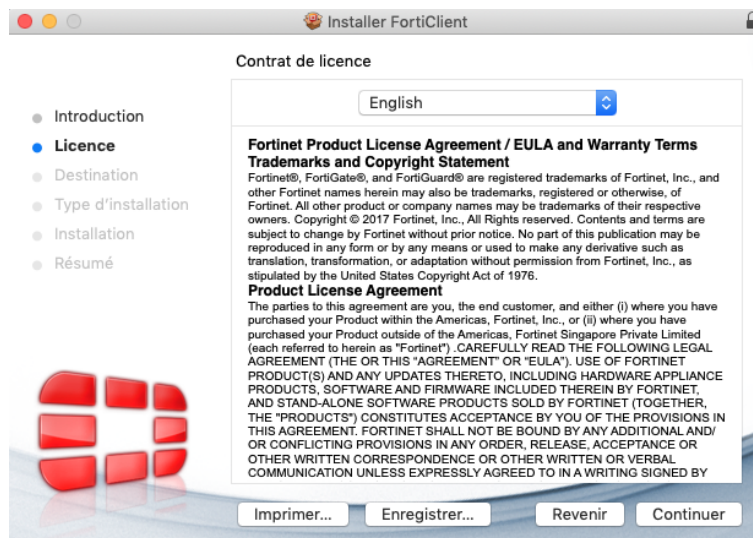 Installer FortiClient
Contrat de licence
Introduction
Licence
Destination
Type d'installation
Installation
Résumé
English
Fortinet Product License Agreement / EULA and Warranty Terms
Trademarks and Copyright Statement
Fortinet®, FortiGate®, and FortiGuard® are registered trademarks of Fortinet, Inc., and
other Fortinet names herein may also be trademarks, registered or otherwise, of
Fortinet. All other product or company names may be trademarks of their respective
owners. Copyright © 2017 Fortinet, Inc., All Rights reserved. Contents and terms are
subject to change by Fortinet without prior notice. No part of this publication may be
reproduced in any form or by any means or used to make any derivative such as
translation, transformation, or adaptation without permission from Fortinet, Inc., as
stipulated by the United States Copyright Act of 1976.
Product License Agreement
The parties to this agreement are you, the end customer, and either (i) where you have
purchased your Product within the Americas, Fortinet, Inc., or (ii) where you have
purchased your Product outside of the Americas, Fortinet Singapore Private Limited
(each referred to herein as "Fortinet") .CAREFULLY READ THE FOLLOWING LEGAL
AGREEMENT (THE OR THIS “AGREEMENT” OR “EULA”). USE OF FORTINET
PRODUCT(S) AND ANY UPDATES THERETO, INCLUDING HARDWARE APPLIANCE
PRODUCTS, SOFTWARE AND FIRMWARE INCLUDED THEREIN BY FORTINET,
AND STAND-ALONE SOFTWARE PRODUCTS SOLD BY FORTINET (TOGETHER,
THE "PRODUCTS") CONSTITUTES ACCEPTANCE BY YOU OF THE PROVISIONS IN
THIS AGREEMENT. FORTINET SHALL NOT BE BOUND BY ANY ADDITIONAL AND/
OR CONFLICTING PROVISIONS IN ANY ORDER, RELEASE, ACCEPTANCE OR
OTHER WRITTEN CORRESPONDENCE OR OTHER WRITTEN OR VERBAL
COMMUNICATION UNLESS EXPRESSLY AGREED TO IN A WRITING SIGNED BY
Imprimer...
Enregistrer...
Revenir
Continuer